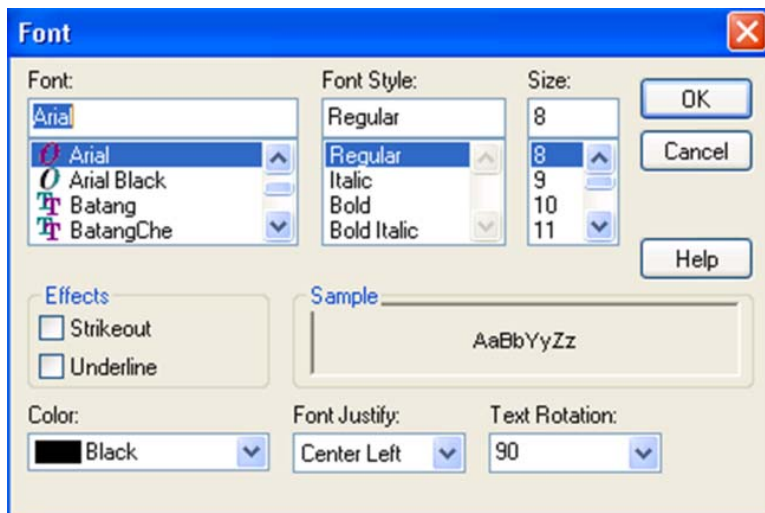 Font
Font:
Font Style:
Size:
Arial
Regular
8
OK
Arial
Arial Black
Batang
BatangChe
Regular
Italic
Bold
Bold Italic
8
9
10
11
Cancel
Help
Effects
Strikeout
Underline
Sample
AaBbYyZz
Color:
Font Justify:
Text Rotation:
Black
Center Left
90